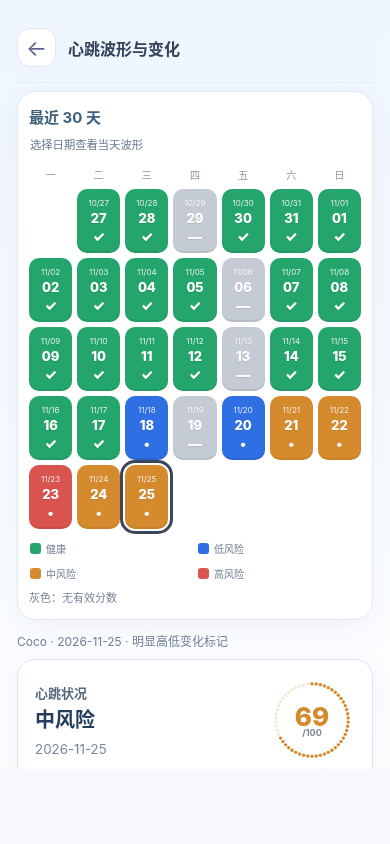 心跳波形与变化
最近 30 天
选择日期查看当天波形
一 二 三 四 五 六 日
10/27 10/28 10/29 10/30 10/31 11/01
27 28 29 30 31 01
11/02 11/03 11/04 11/05 11/06 11/07 11/08
02 03 04 05 06 07 08
11/09 11/10 11/11 11/12 11/13 11/14 11/15
09 10 11 12 13 14 15
11/16 11/17 11/18 11/19 11/20 11/21 11/22
16 17 18 19 20 21 22
11/23 11/24 11/25
23 24 25
健康 低风险
中风险 高风险
灰色：无有效分数
Coco · 2026-11-25 · 明显高低变化标记
心跳状况
中风险
2026-11-25
69
/100